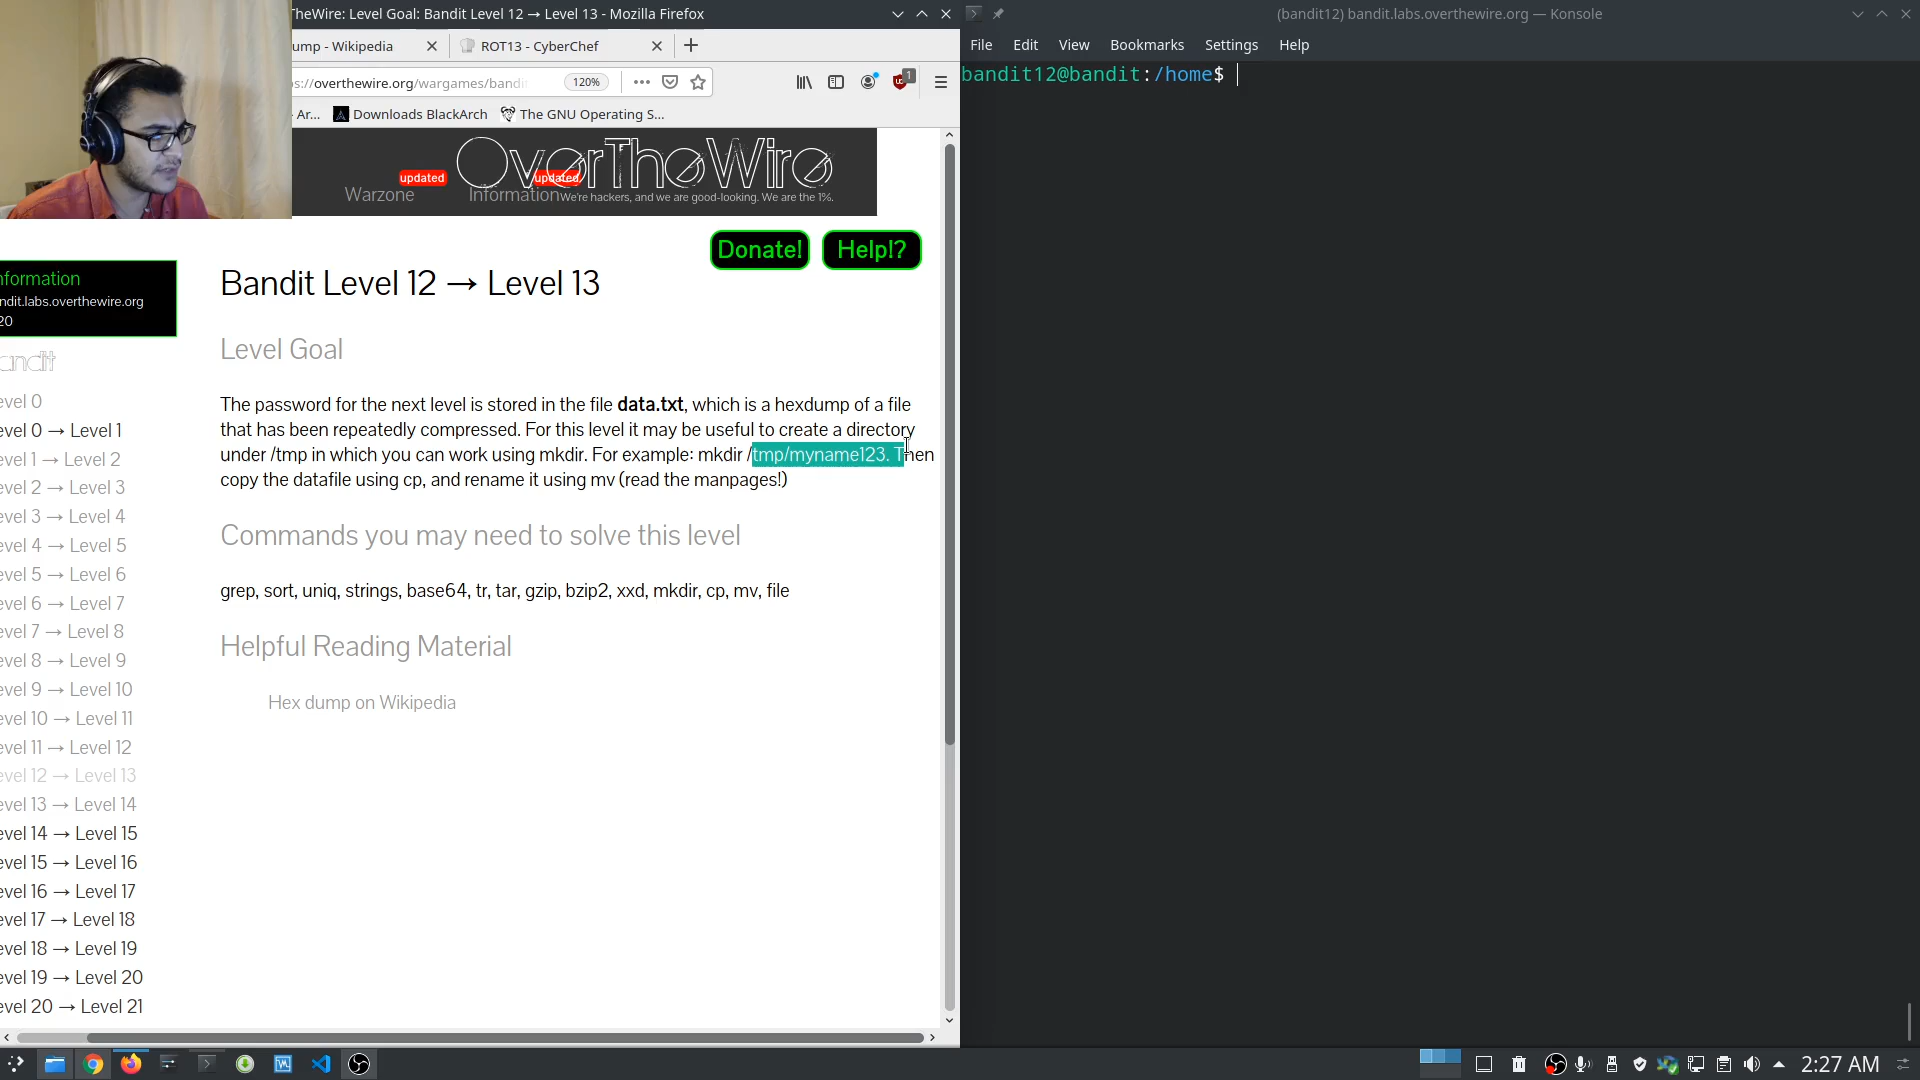 TheWire: Level Goal: Bandit Level 12 → Level 13 - Mozilla Firefox
ump - Wikipedia
ROT13 - CyberChef
s://overthewire.org/wargames/bandi
120%
1
Ar...
Downloads BlackArch
The GNU Operating S...
OverTheWire
We're hackers, and we are good-looking. We are the 1%.
updated
updated
Warzone
Information
Donate!
Help!?
nformation
ndit.labs.overthewire.org
20
andit
evel 0
evel 0 → Level 1
evel 1 → Level 2
evel 2 → Level 3
evel 3 → Level 4
evel 4 → Level 5
evel 5 → Level 6
evel 6 → Level 7
evel 7 → Level 8
evel 8 → Level 9
evel 9 → Level 10
evel 10 → Level 11
evel 11 → Level 12
evel 12 → Level 13
evel 13 → Level 14
evel 14 → Level 15
evel 15 → Level 16
evel 16 → Level 17
evel 17 → Level 18
evel 18 → Level 19
evel 19 → Level 20
evel 20 → Level 21
Bandit Level 12 → Level 13
Level Goal
The password for the next level is stored in the file data.txt, which is a hexdump of a file
that has been repeatedly compressed. For this level it may be useful to create a directory
under /tmp in which you can work using mkdir. For example: mkdir /tmp/myname123. Then
copy the datafile using cp, and rename it using mv (read the manpages!)
Commands you may need to solve this level
grep, sort, uniq, strings, base64, tr, tar, gzip, bzip2, xxd, mkdir, cp, mv, file
Helpful Reading Material
Hex dump on Wikipedia
(bandit12) bandit.labs.overthewire.org — Konsole
File
Edit
View
Bookmarks
Settings
Help
bandit12@bandit:/home$
2:27 AM